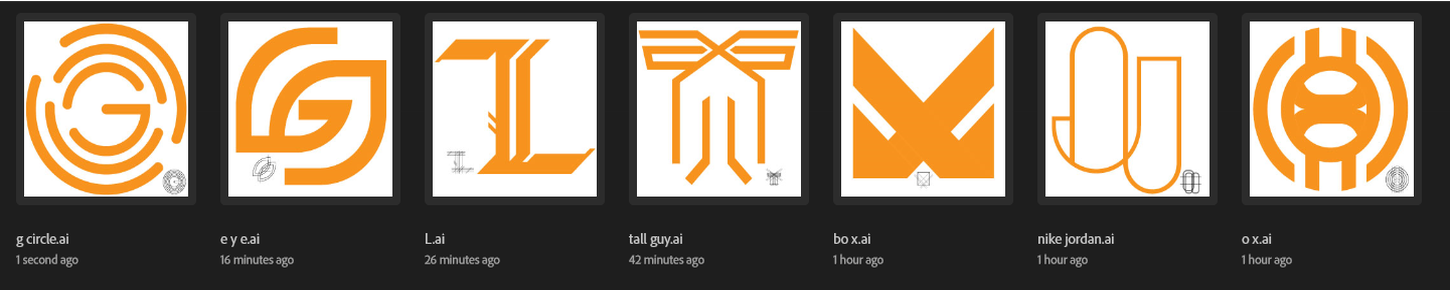 g circle.ai
1 second ago
e y e.ai
16 minutes ago
L.ai
26 minutes ago
tall guy.ai
42 minutes ago
bo x.ai
1 hour ago
nike jordan.ai
1 hour ago
o x.ai
1 hour ago